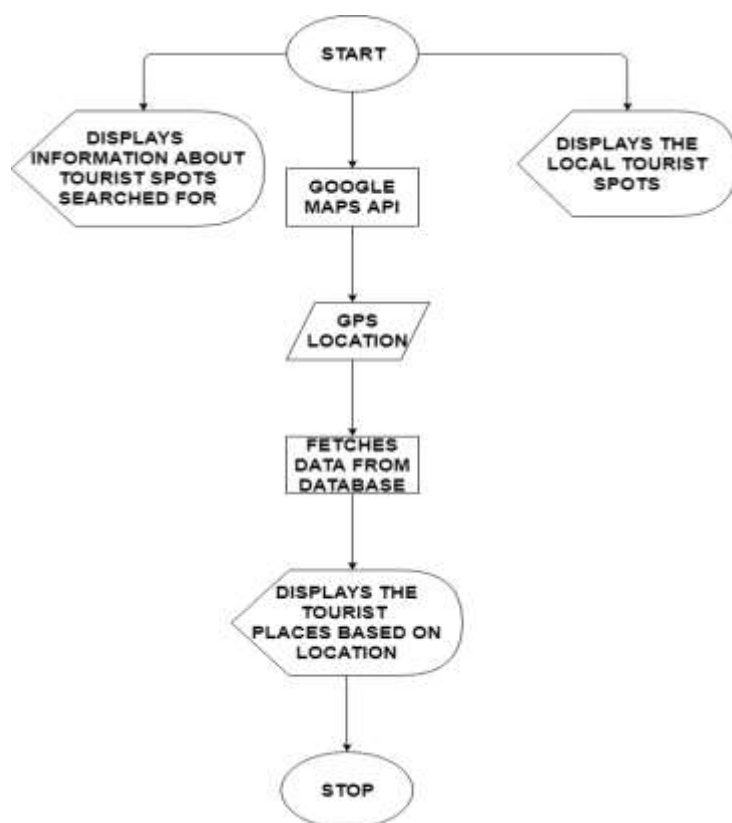 START
DISPLAYS
INFORMATION ABOUT
TOURIST SPOTS
SEARCHED FOR
DISPLAYS THE
LOCAL TOURIST
SPOTS
GOOGLE
MAPS API
GPS
LOCATION
FETCHES
DATA FROM
DATABASE
DISPLAYS THE
TOURIST
PLACES BASED ON
LOCATION
STOP